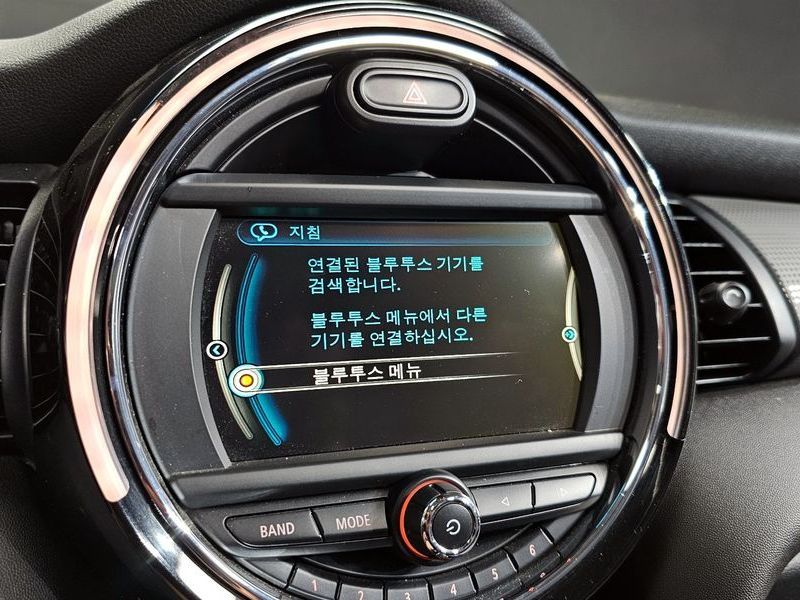 지침
연결된 블루투스 기기를
검색합니다.
블루투스 메뉴에서 다른
기기를 연결하십시오.
블루투스 메뉴
BAND
MODE
1
2
3
4
5
6